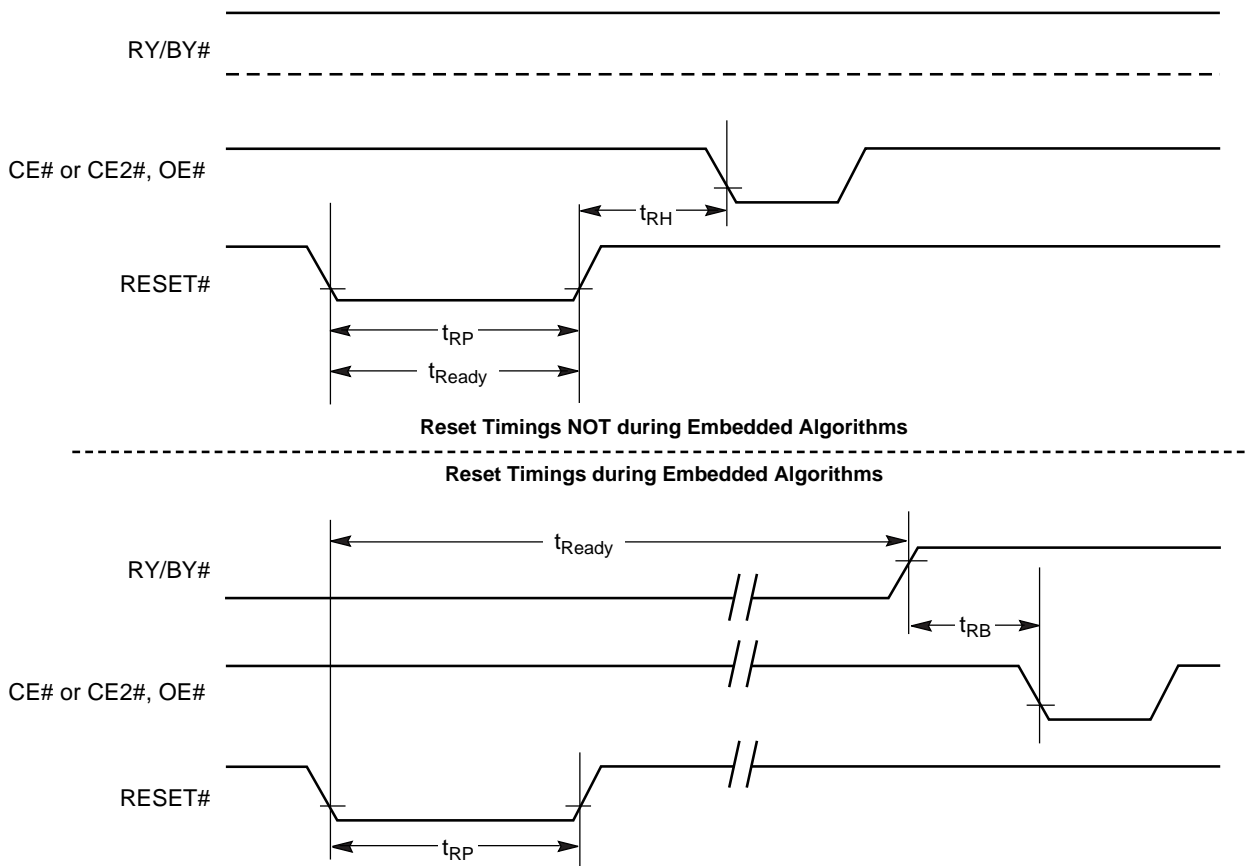 RY/BY#
CE# or CE2#, OE#
tRH
RESET#
tRP
tReady
Reset Timings NOT during Embedded Algorithms
Reset Timings during Embedded Algorithms
tReady
RY/BY#
tRB
CE# or CE2#, OE#
RESET#
tRP